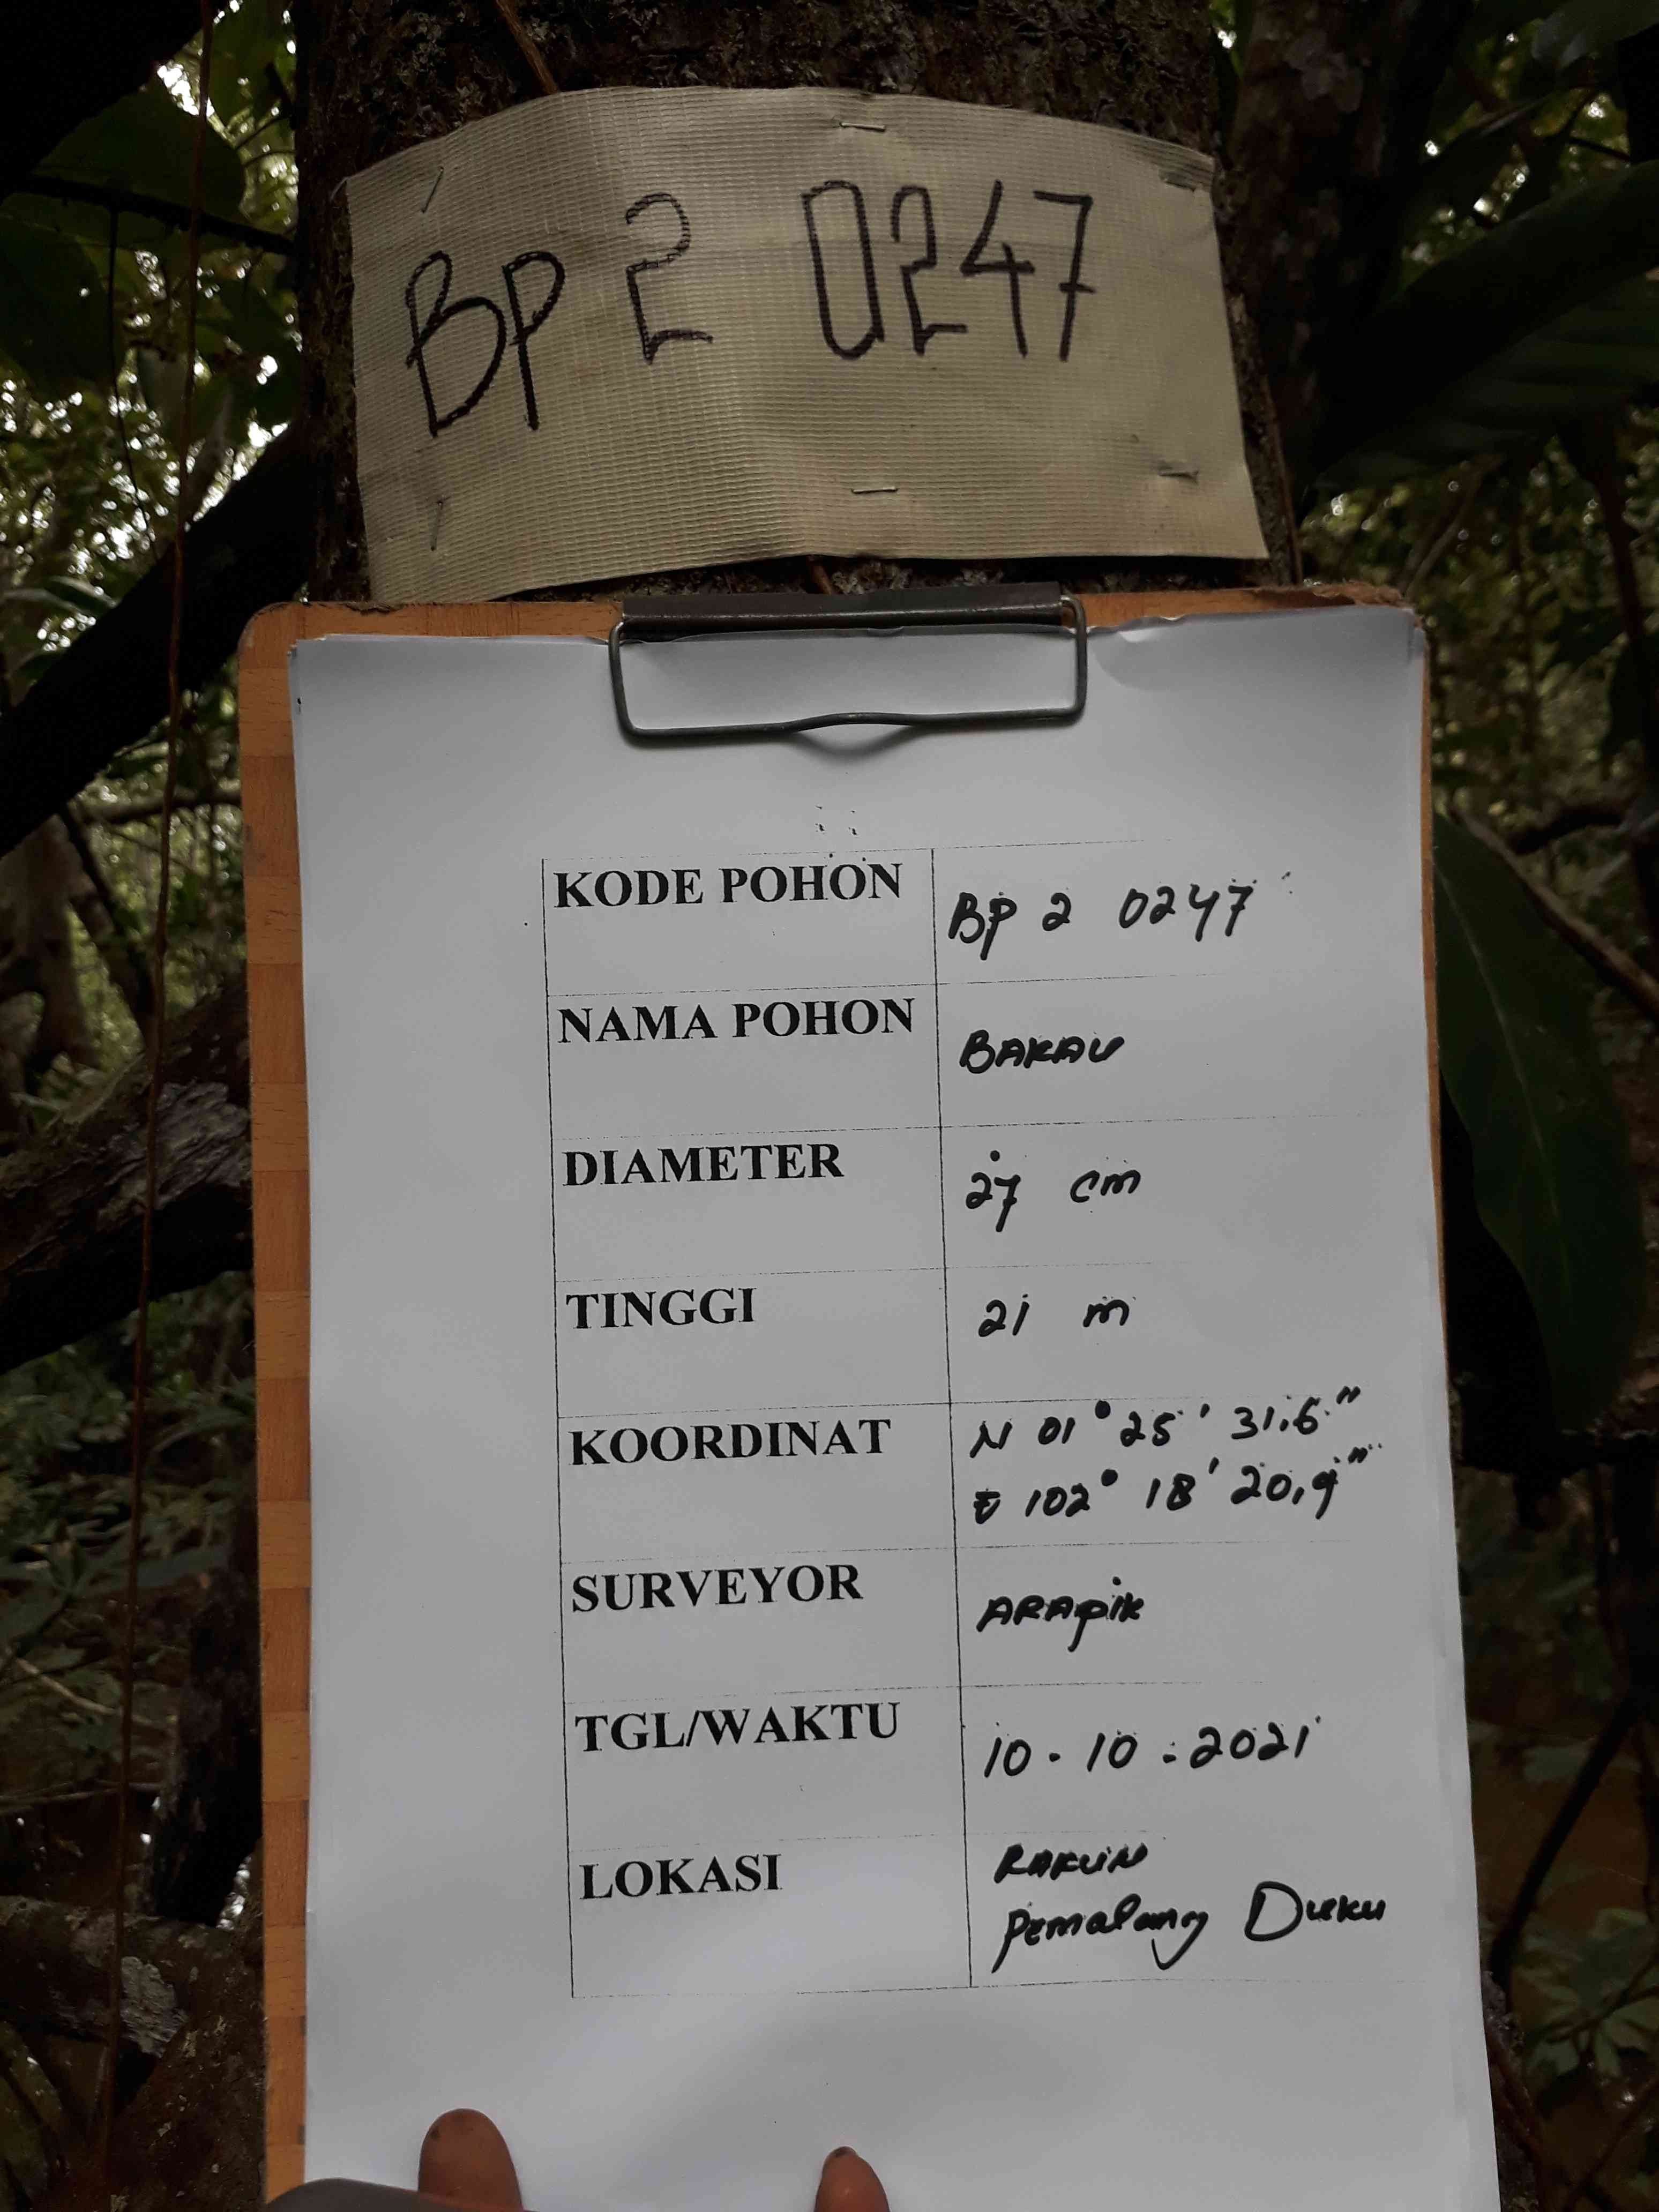 BP 2 0247
KODE POHON BP 2 0247
NAMA POHON BAKAU
DIAMETER 27 cm
TINGGI 21 m
KOORDINAT N 01° 25' 31.6"
E 102° 18' 20,9"
SURVEYOR ARAPIK
TGL/WAKTU 10-10-2021
LOKASI RAKUN
Pemalang Duku